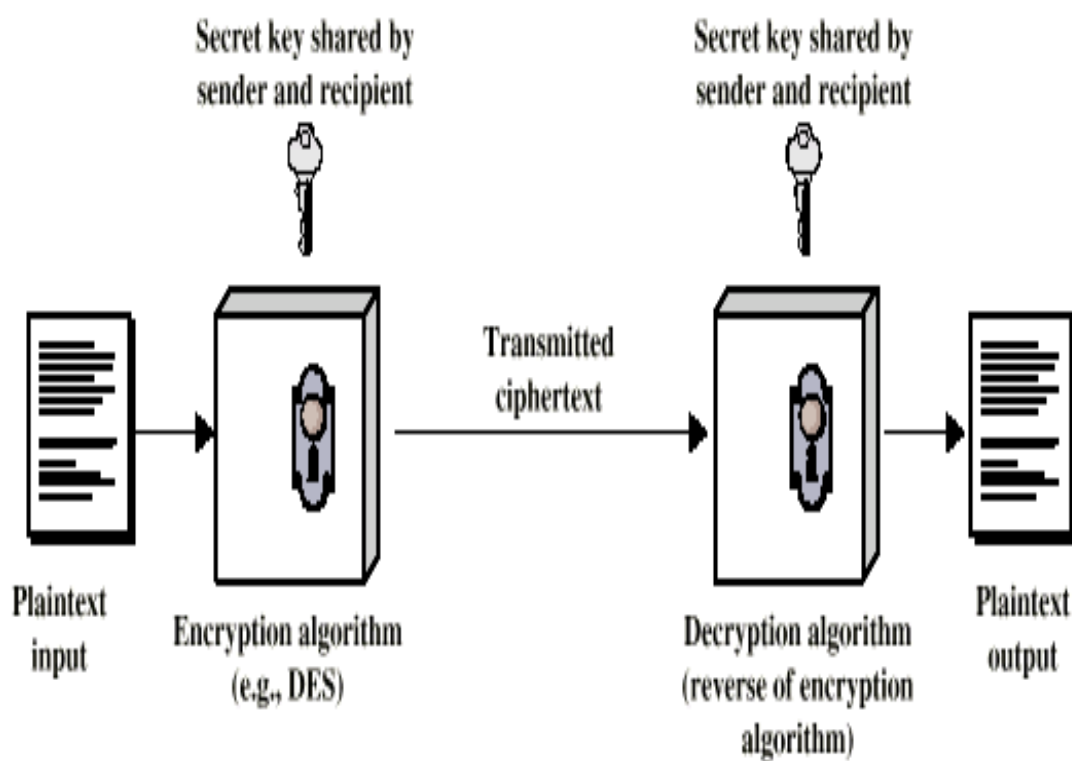 Secret key shared by
sender and recipient
Secret key shared by
sender and recipient
Transmitted
ciphertext
Plaintext
input
Encryption algorithm
(e.g., DES)
Decryption algorithm
(reverse of encryption
algorithm)
Plaintext
output